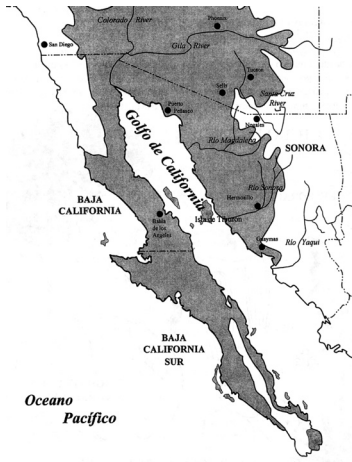 Colorado River
Phoenix
Gila River
San Diego
Tucson
Sells
Santa Cruz
River
Puerto
Peñasco
Nogales
Golfo de California
Río Magdalena
SONORA
Río Sonora
BAJA
CALIFORNIA
Hermosillo
Bahía
de los
Angeles
Isla de Tiburón
Guaymas
Río Yaqui
BAJA
CALIFORNIA
SUR
Oceano
Pacífico